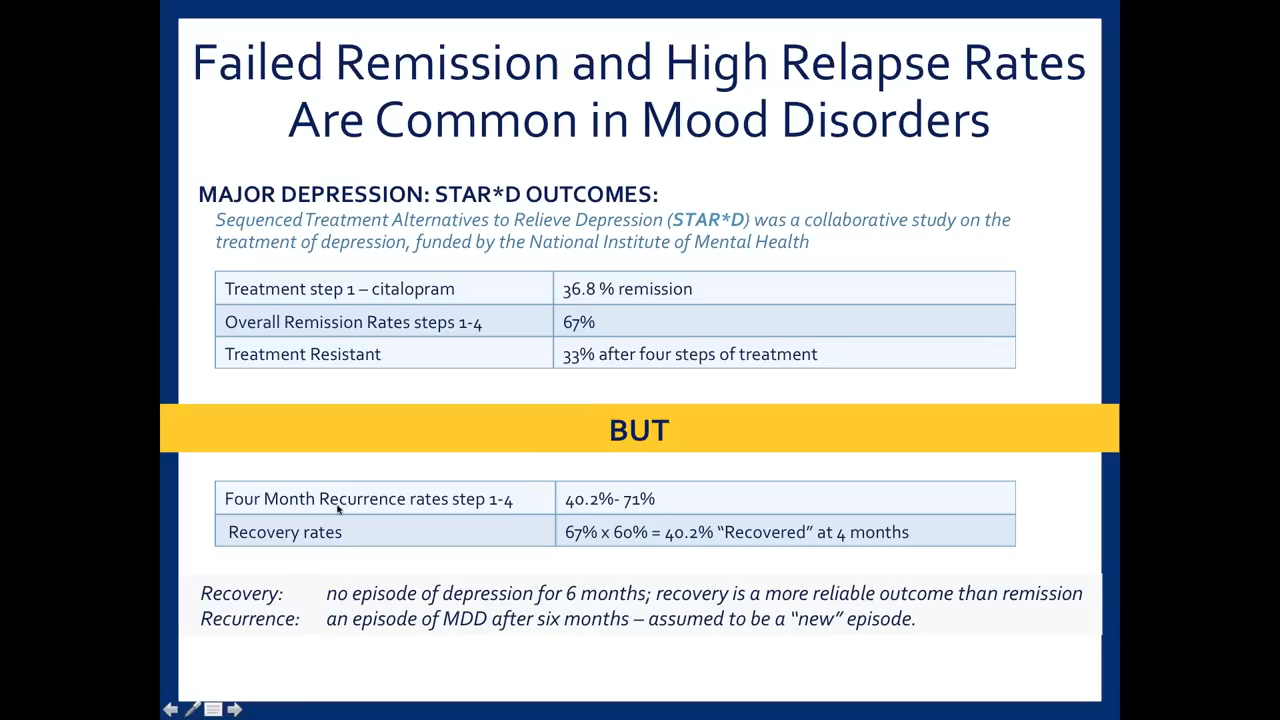 Failed Remission and High Relapse Rates
Are Common in Mood Disorders
MAJOR DEPRESSION: STAR*D OUTCOMES:
Sequenced Treatment Alternatives to Relieve Depression (STAR*D) was a collaborative study on the
treatment of depression, funded by the National Institute of Mental Health
Treatment step 1 – citalopram 36.8 % remission
Overall Remission Rates steps 1-4 67%
Treatment Resistant 33% after four steps of treatment
BUT
Four Month Recurrence rates step 1-4 40.2%- 71%
Recovery rates 67% x 60% = 40.2% “Recovered” at 4 months
Recovery: no episode of depression for 6 months; recovery is a more reliable outcome than remission
Recurrence: an episode of MDD after six months – assumed to be a “new” episode.